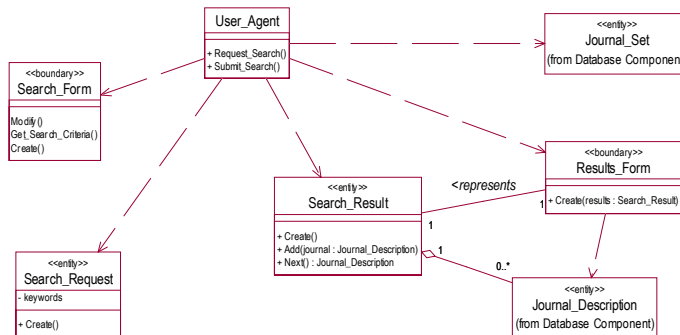 User_Agent
+ Request_Search()
+ Submit_Search()
<<entity>>
Journal_Set
(from Database Component)
<<boundary>>
Search_Form
Modify()
Get_Search_Criteria()
Create()
<<boundary>>
Results_Form
+ Create(results : Search_Result)
<represents
1
1
<<entity>>
Search_Result
+ Create()
+ Add(journal : Journal_Description)
+ Next() : Journal_Description
1
0..*
<<entity>>
Search_Request
- keywords
+ Create()
<<entity>>
Journal_Description
(from Database Component)